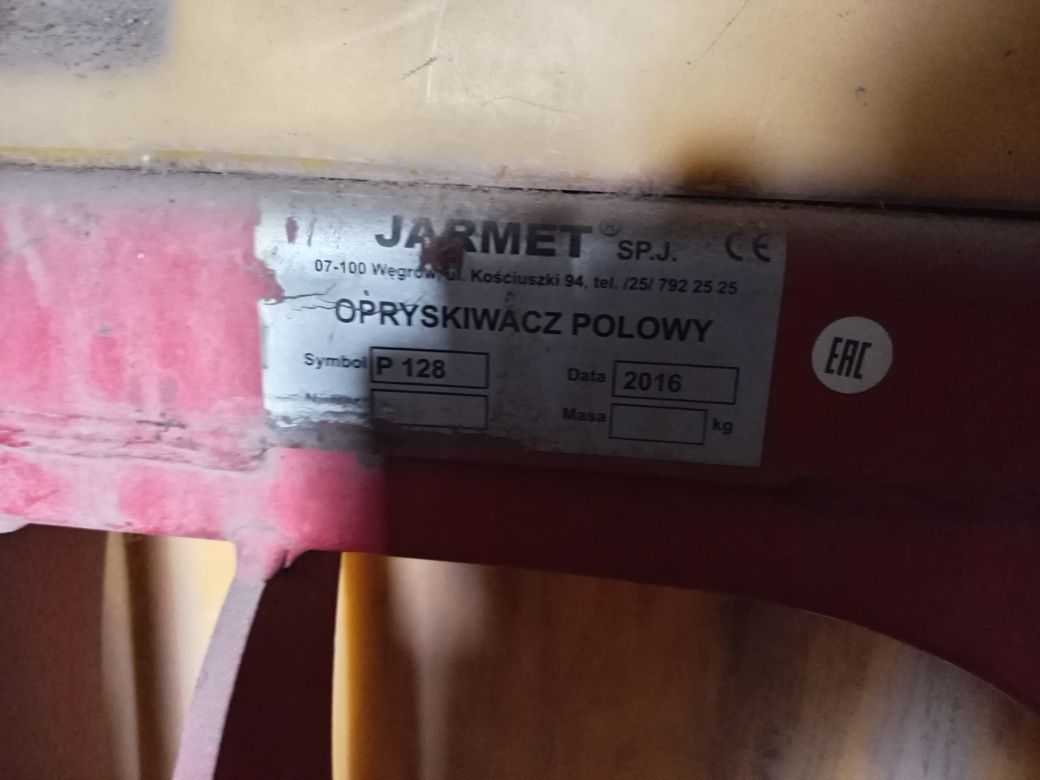 JARMET® SP.J. CE
07-100 Węgrów, ul. Kościuszki 94, tel. /25/ 792 25 25
OPRYSKIWACZ POLOWY
Symbol P 128 Data 2016
Masa kg
EAC